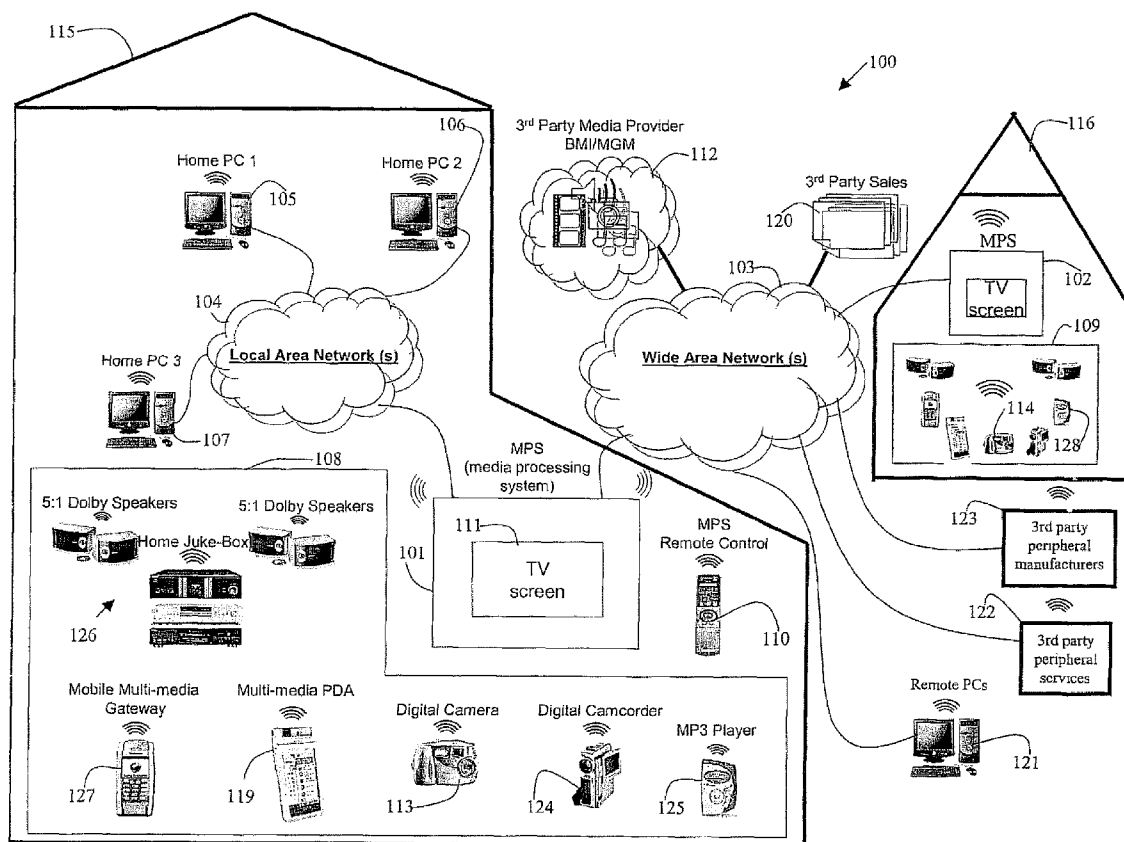 115
100
106
3rd Party Media Provider
BMI/MGM
112
116
Home PC 1
Home PC 2
105
3rd Party Sales
120
MPS
102
TV
screen
103
104
109
Local Area Network (s)
Wide Area Network (s)
Home PC 3
114
128
107
108
MPS
(media processing
system)
5:1 Dolby Speakers
5:1 Dolby Speakers
Home Juke-Box
123
3rd party
peripheral
manufacturers
111
101
TV
screen
MPS
Remote Control
126
110
122
3rd party
peripheral
services
Mobile Multi-media
Gateway
Multi-media PDA
Digital Camera
Digital Camcorder
MP3 Player
Remote PCs
127
119
113
124
125
121